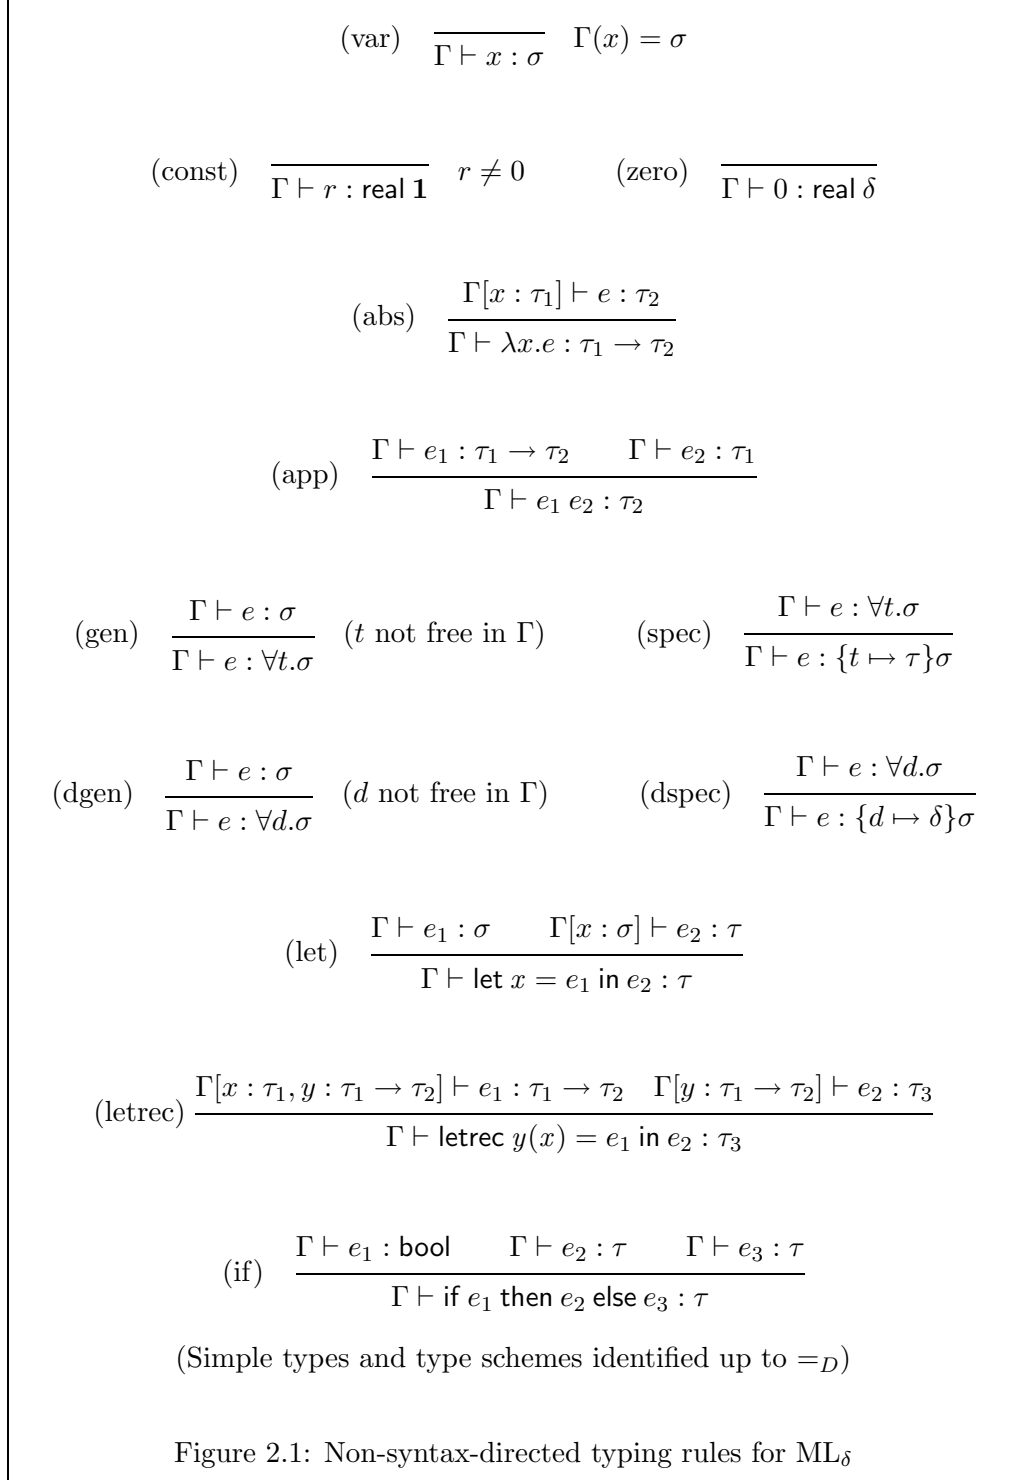 (var) Γ ⊢ x : σ Γ(x) = σ
(const) Γ ⊢ r : real 1 r ≠ 0 (zero) Γ ⊢ 0 : real δ
Γ[x : τ₁] ⊢ e : τ₂
(abs)
Γ ⊢ λx.e : τ₁ → τ₂
Γ ⊢ e₁ : τ₁ → τ₂ Γ ⊢ e₂ : τ₁
(app)
Γ ⊢ e₁ e₂ : τ₂
Γ ⊢ e : σ Γ ⊢ e : ∀t.σ
(gen) (t not free in Γ) (spec)
Γ ⊢ e : ∀t.σ Γ ⊢ e : {t ↦ τ}σ
Γ ⊢ e : σ Γ ⊢ e : ∀d.σ
(dgen) (d not free in Γ) (dspec)
Γ ⊢ e : ∀d.σ Γ ⊢ e : {d ↦ δ}σ
Γ ⊢ e₁ : σ Γ[x : σ] ⊢ e₂ : τ
(let)
Γ ⊢ let x = e₁ in e₂ : τ
Γ[x : τ₁, y : τ₁ → τ₂] ⊢ e₁ : τ₁ → τ₂ Γ[y : τ₁ → τ₂] ⊢ e₂ : τ₃
(letrec)
Γ ⊢ letrec y(x) = e₁ in e₂ : τ₃
Γ ⊢ e₁ : bool Γ ⊢ e₂ : τ Γ ⊢ e₃ : τ
(if)
Γ ⊢ if e₁ then e₂ else e₃ : τ
(Simple types and type schemes identified up to =_D)
Figure 2.1: Non-syntax-directed typing rules for ML_δ